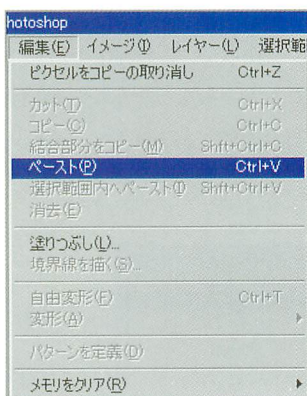 hotoshop
編集(E) イメージ(I) レイヤー(L) 選択範
ピクセルをコピーの取り消し Ctrl+Z
カット(T) Ctrl+X
コピー(C) Ctrl+C
結合部分をコピー(M) Shft+Ctrl+C
ペースト(P) Ctrl+V
選択範囲内へペースト(I) Shft+Ctrl+V
消去(E)
塗りつぶし(L)...
境界線を描く(S)...
自由変形(F) Ctrl+T
変形(A)
パターンを定義(D)
メモリをクリア(R)